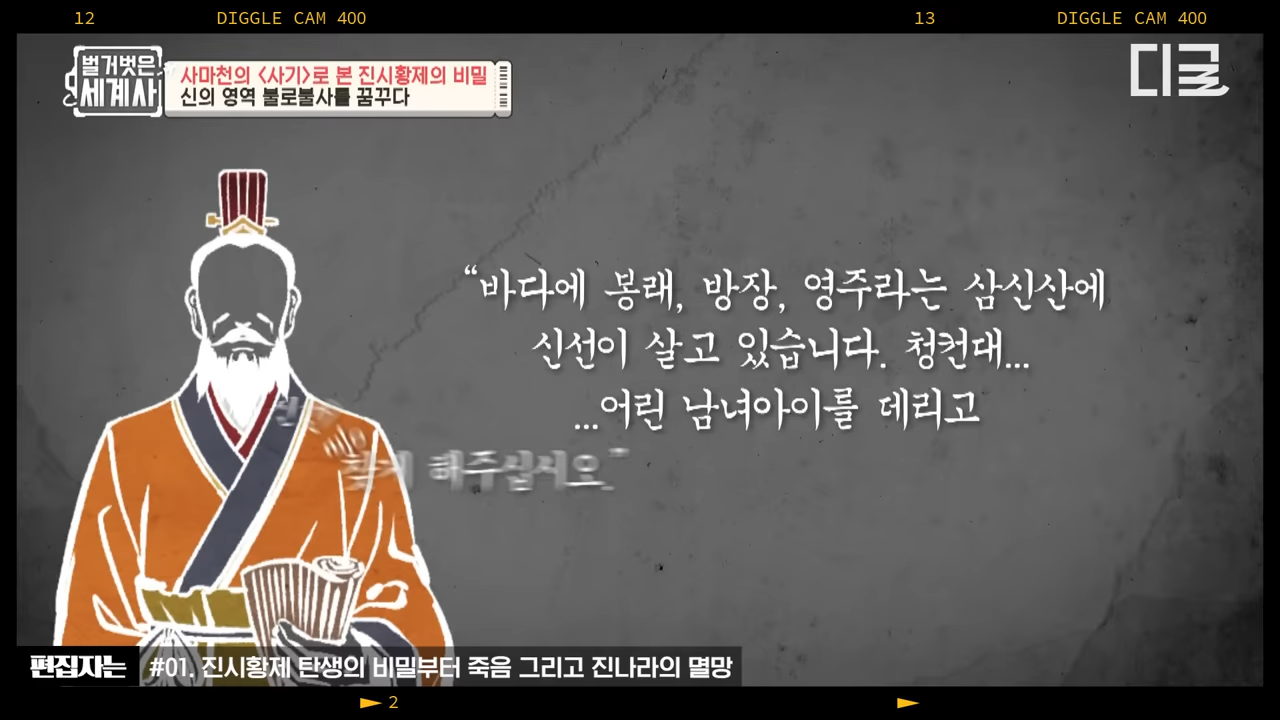 12 DIGGLE CAM 400 13 DIGGLE CAM 400
벌거벗은
세계사
사마천의 <사기>로 본 진시황제의 비밀
신의 영역 불로불사를 꿈꾸다
디글
“바다에 봉래, 방장, 영주라는 삼신산에
신선이 살고 있습니다. 청컨대...
...어린 남녀아이를 데리고
해주십시오.”
편집자는 #01. 진시황제 탄생의 비밀부터 죽음 그리고 진나라의 멸망
2